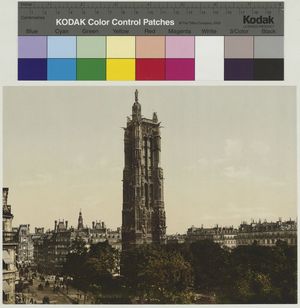 KODAK Color Control Patches
Kodak
Blue Cyan Green Yellow Red Magenta White 3/Color Black